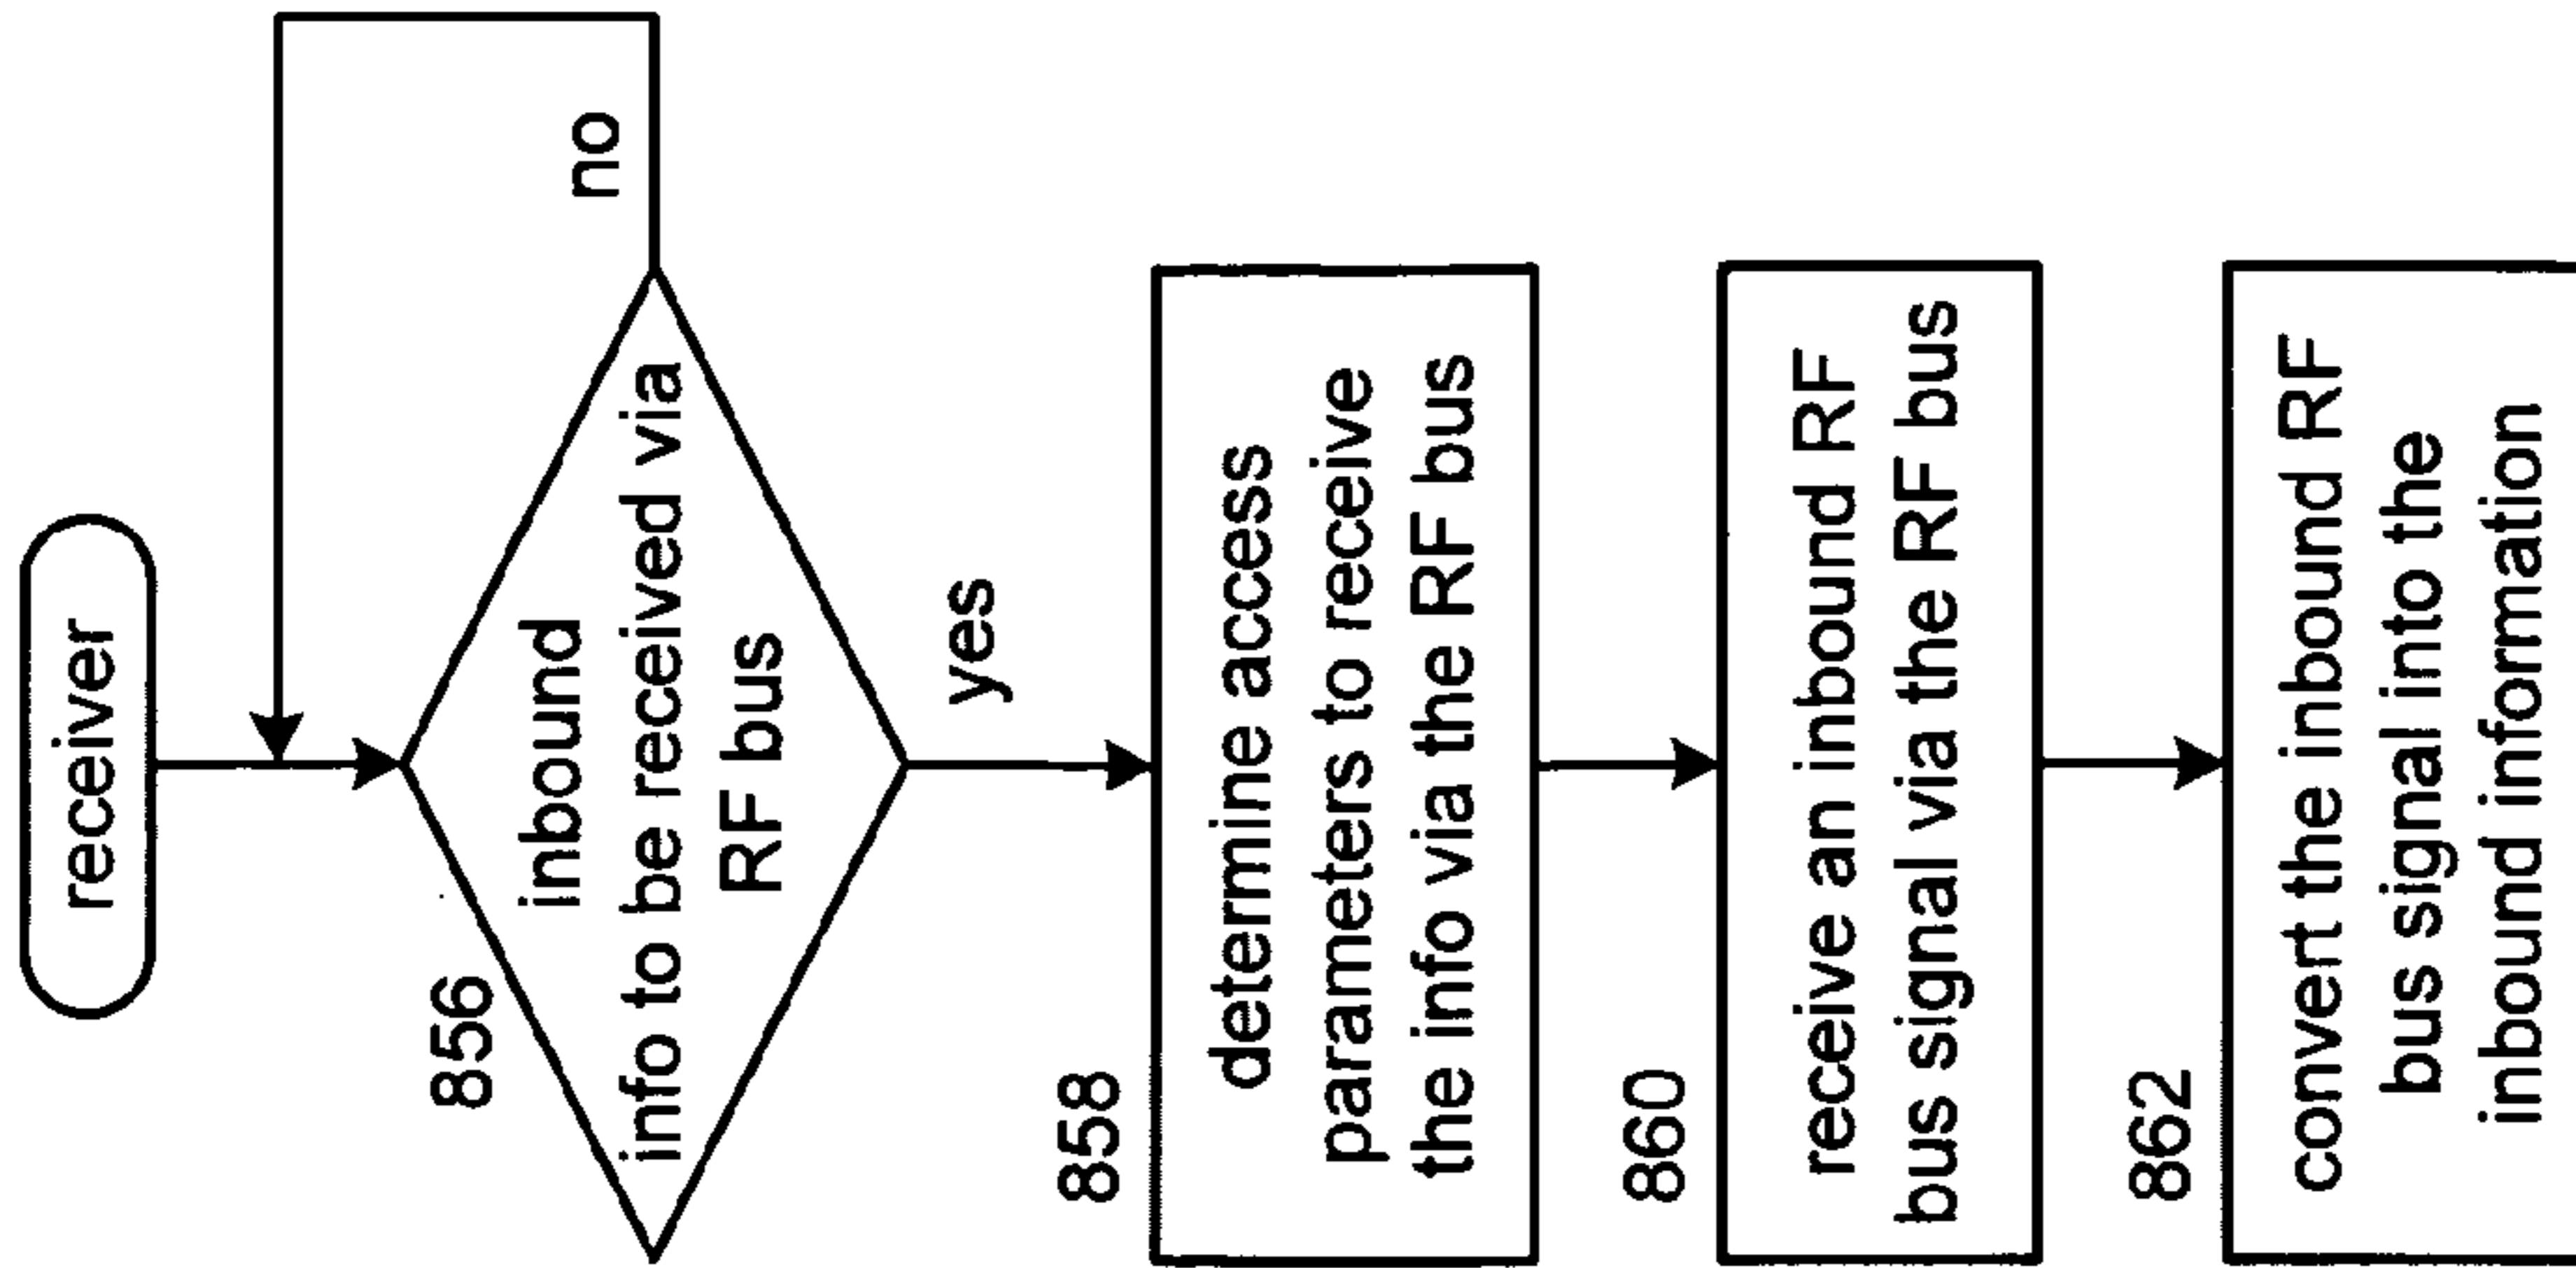 receiver
856
inbound
info to be received via
RF bus
no
yes
858
determine access
parameters to receive
the info via the RF bus
860
receive an inbound RF
bus signal via the RF bus
862
convert the inbound RF
bus signal into the
inbound information